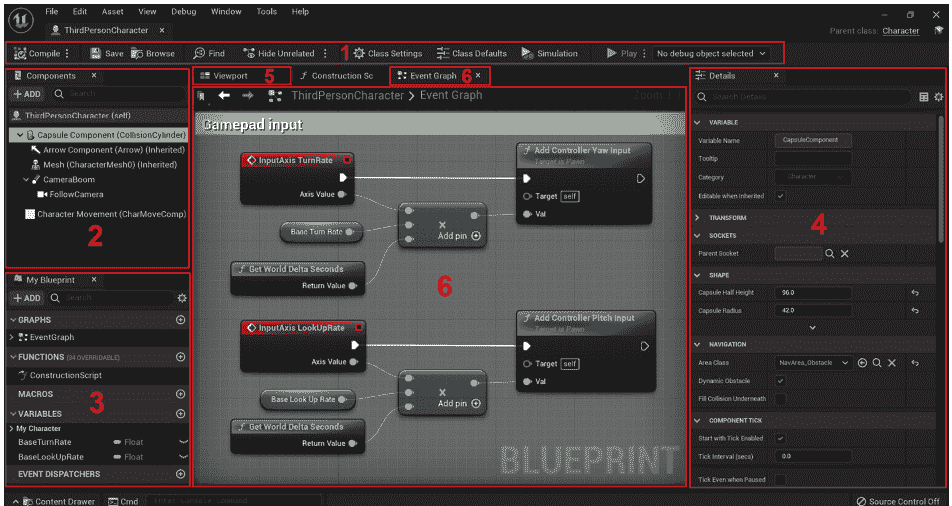 File Edit Asset View Debug Window Tools Help
ThirdPersonCharacter ×
Parent class: Character
Compile Save Browse Find Hide Unrelated 1 Class Settings Class Defaults Simulation Play No debug object selected
Components ×
+ ADD Search
ThirdPersonCharacter (self)
Capsule Component (CollisionCylinder)
Arrow Component (Arrow) (Inherited)
Mesh (CharacterMesh0) (Inherited)
CameraBoom
FollowCamera
Character Movement (CharMoveComp)
2
My Blueprint ×
+ ADD Search
GRAPHS
EventGraph
FUNCTIONS (34 OVERRIDABLE)
ConstructionScript
MACROS
3
VARIABLES
My Character
BaseTurnRate Float
BaseLookUpRate Float
EVENT DISPATCHERS
Viewport 5 Construction Sc Event Graph 6 ×
ThirdPersonCharacter > Event Graph Zoom
Gamepad input
InputAxis TurnRate
Axis Value
Base Turn Rate
Get World Delta Seconds
Return Value
×
Add pin
Add Controller Yaw Input
Target is Pawn
Target self
Val
6
InputAxis LookUpRate
Axis Value
Base Look Up Rate
Get World Delta Seconds
Return Value
×
Add pin
Add Controller Pitch Input
Target is Pawn
Target self
Val
BLUEPRINT
Details ×
Search Details
VARIABLE
Variable Name CapsuleComponent
Tooltip
Category Character
Editable when Inherited
4
TRANSFORM
SOCKETS
Parent Socket
SHAPE
Capsule Half Height 96.0
Capsule Radius 42.0
NAVIGATION
Area Class NavArea_Obstacle
Dynamic Obstacle
Fill Collision Underneath
COMPONENT TICK
Start with Tick Enabled
Tick Interval (secs) 0.0
Tick Even when Paused
Content Drawer Cmd Enter Console Command Source Control Off